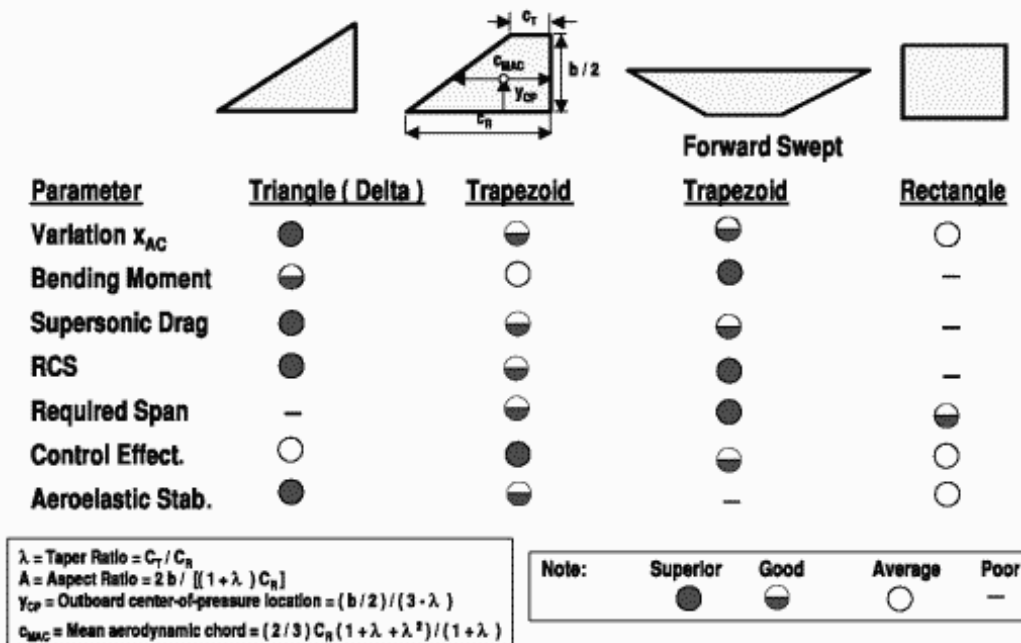 c_T
c_MAC
b / 2
y_CP
c_R
Forward Swept
Parameter Triangle ( Delta ) Trapezoid Trapezoid Rectangle
Variation x_AC
Bending Moment –
Supersonic Drag –
RCS –
Required Span –
Control Effect.
Aeroelastic Stab. –
λ = Taper Ratio = C_T / C_R
A = Aspect Ratio = 2 b / [( 1 + λ ) C_R ]
y_CP = Outboard center-of-pressure location = ( b / 2 ) / ( 3 - λ )
c_MAC = Mean aerodynamic chord = ( 2 / 3 ) C_R ( 1 + λ + λ² ) / ( 1 + λ )
Note: Superior Good Average Poor
–